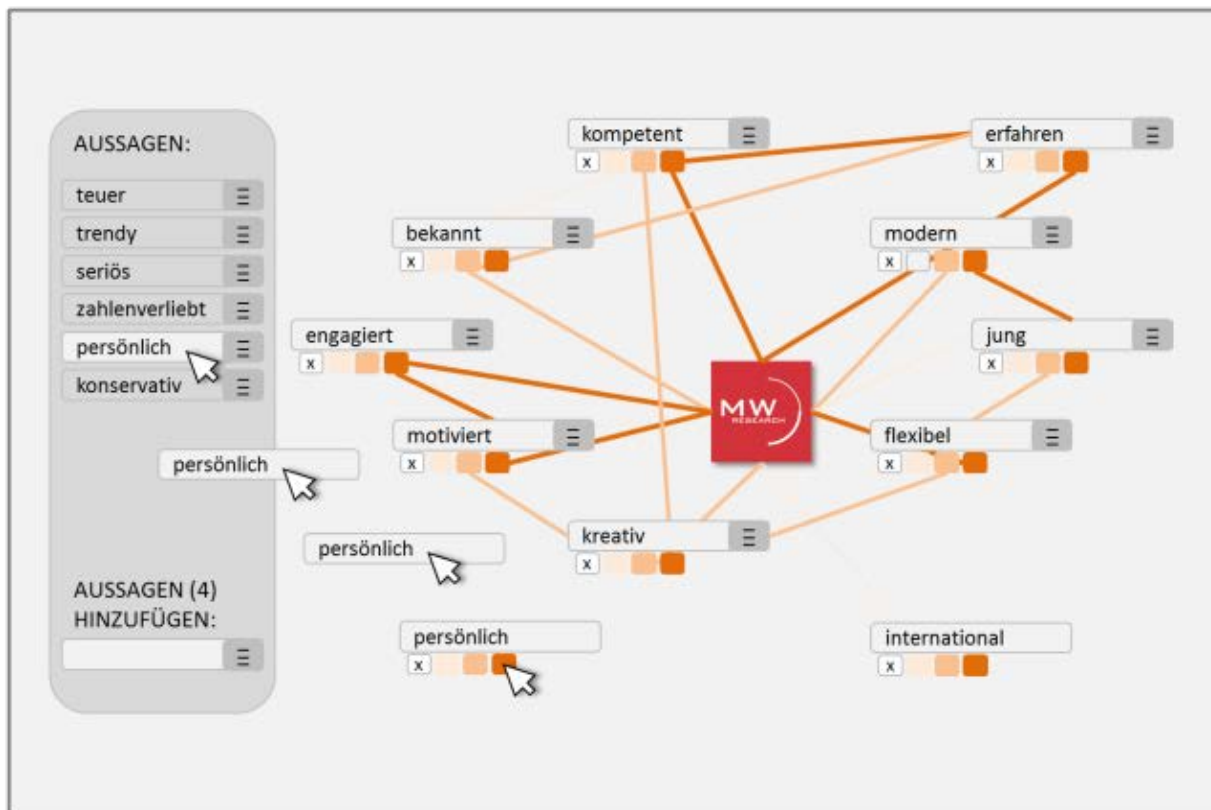 AUSSAGEN:
teuer
trendy
seriös
zahlenverliebt
persönlich
konservativ
AUSSAGEN (4)
HINZUFÜGEN:
persönlich
persönlich
persönlich
x
kompetent
x
erfahren
x
bekannt
x
modern
x
engagiert
x
jung
x
motiviert
x
flexibel
x
kreativ
x
international
x
MW
RESEARCH